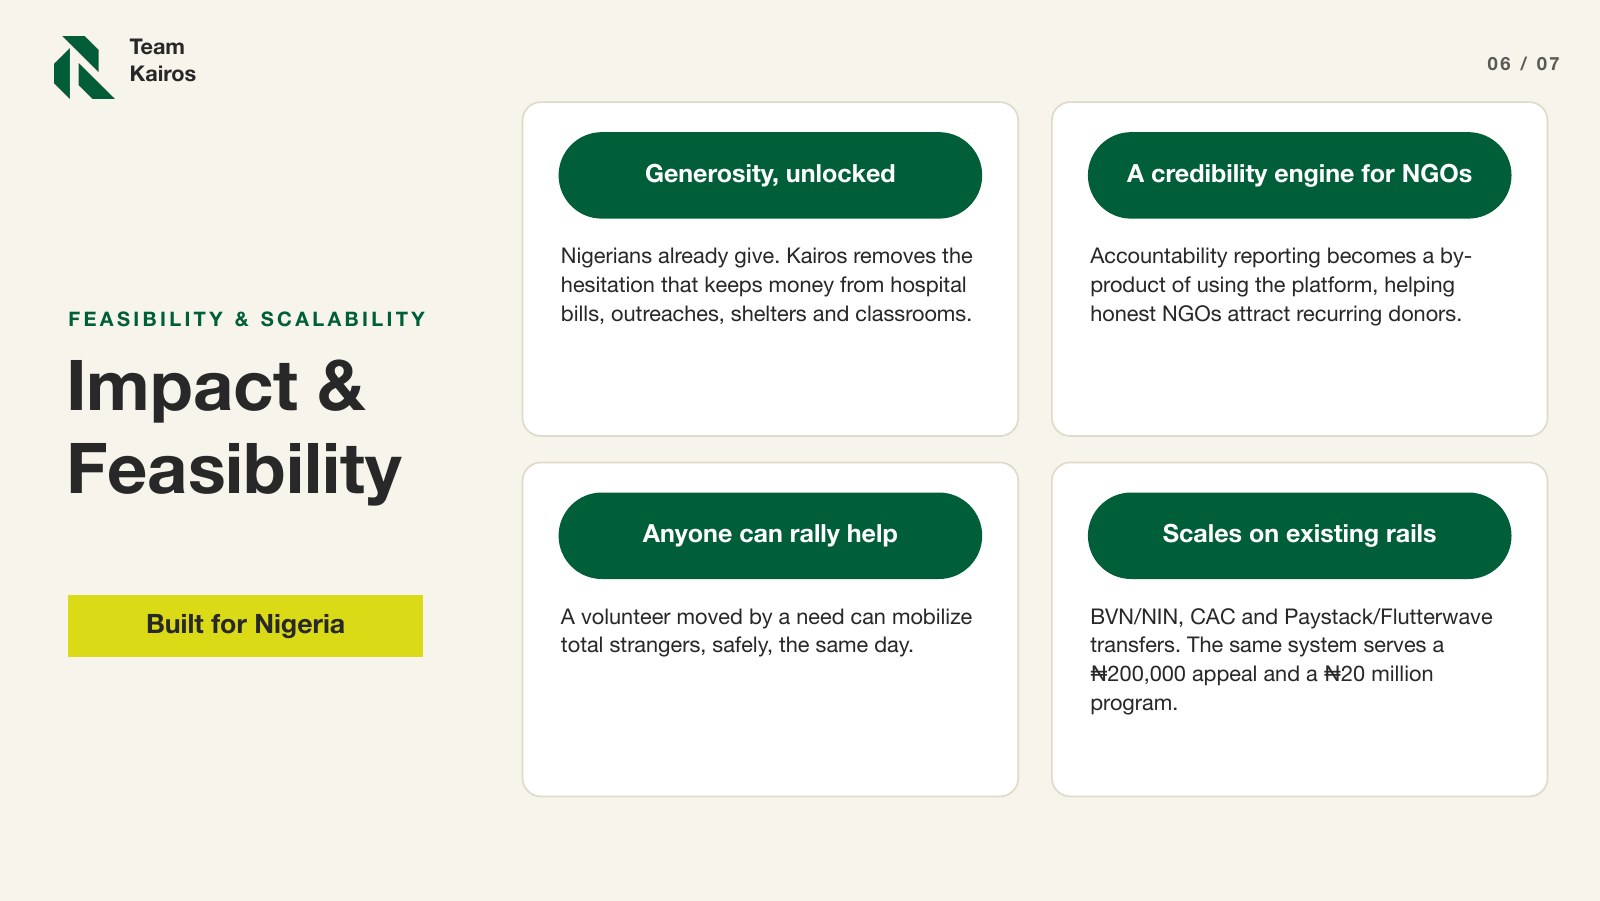 Team
Kairos
06 / 07
FEASIBILITY & SCALABILITY
Impact &
Feasibility
Built for Nigeria
Generosity, unlocked
Nigerians already give. Kairos removes the
hesitation that keeps money from hospital
bills, outreaches, shelters and classrooms.
A credibility engine for NGOs
Accountability reporting becomes a by-
product of using the platform, helping
honest NGOs attract recurring donors.
Anyone can rally help
A volunteer moved by a need can mobilize
total strangers, safely, the same day.
Scales on existing rails
BVN/NIN, CAC and Paystack/Flutterwave
transfers. The same system serves a
₦200,000 appeal and a ₦20 million
program.